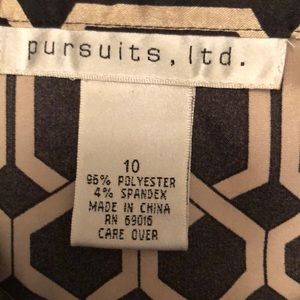 pursuits, ltd.
10
96% POLYESTER
4% SPANDEX
MADE IN CHINA
RN 69016
CARE OVER